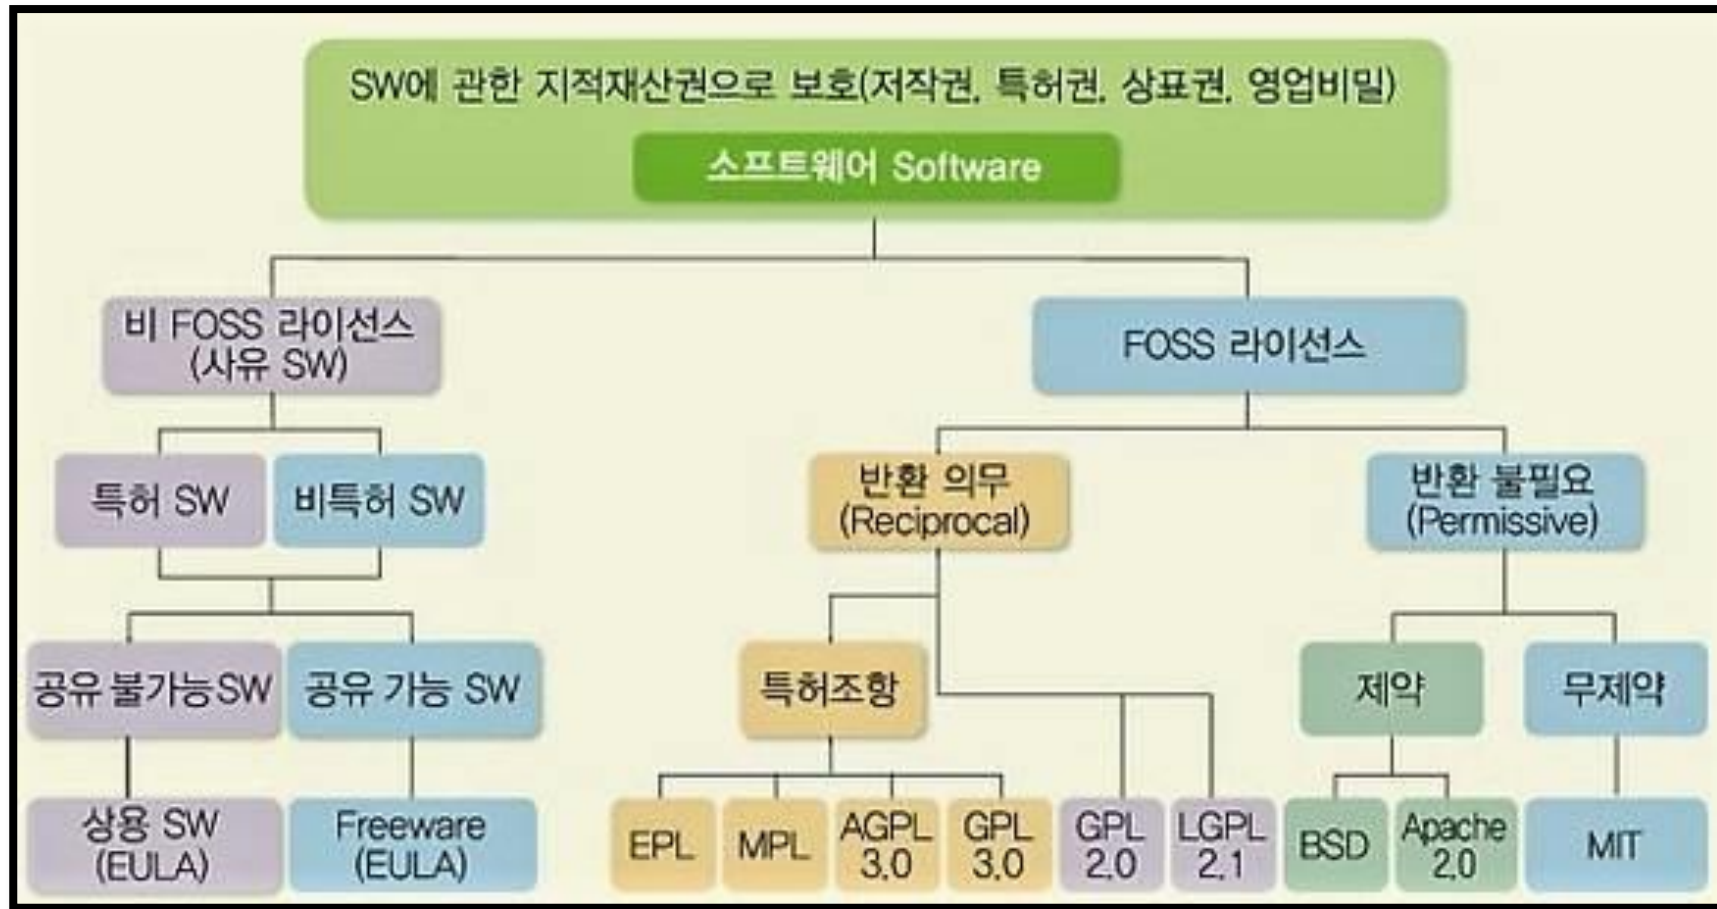 SW에 관한 지적재산권으로 보호(저작권, 특허권, 상표권, 영업비밀)
소프트웨어 Software
비 FOSS 라이선스
(사유 SW)
FOSS 라이선스
특허 SW
비특허 SW
반환 의무
(Reciprocal)
반환 불필요
(Permissive)
공유 불가능SW
공유 가능 SW
특허조항
제약
무제약
상용 SW
(EULA)
Freeware
(EULA)
EPL
MPL
AGPL
3.0
GPL
3.0
GPL
2.0
LGPL
2.1
BSD
Apache
2.0
MIT